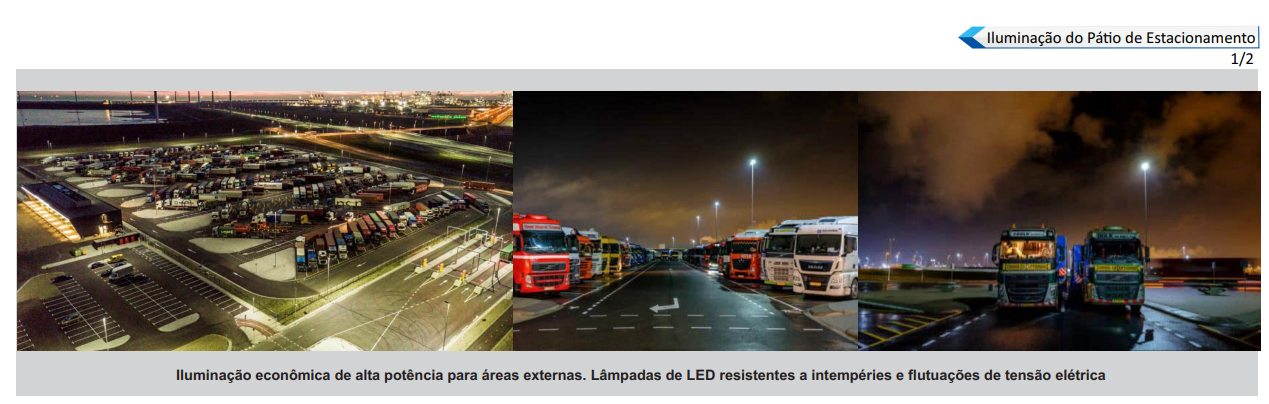 Iluminação do Pátio de Estacionamento
1/2
Iluminação econômica de alta potência para áreas externas. Lâmpadas de LED resistentes a intempéries e flutuações de tensão elétrica